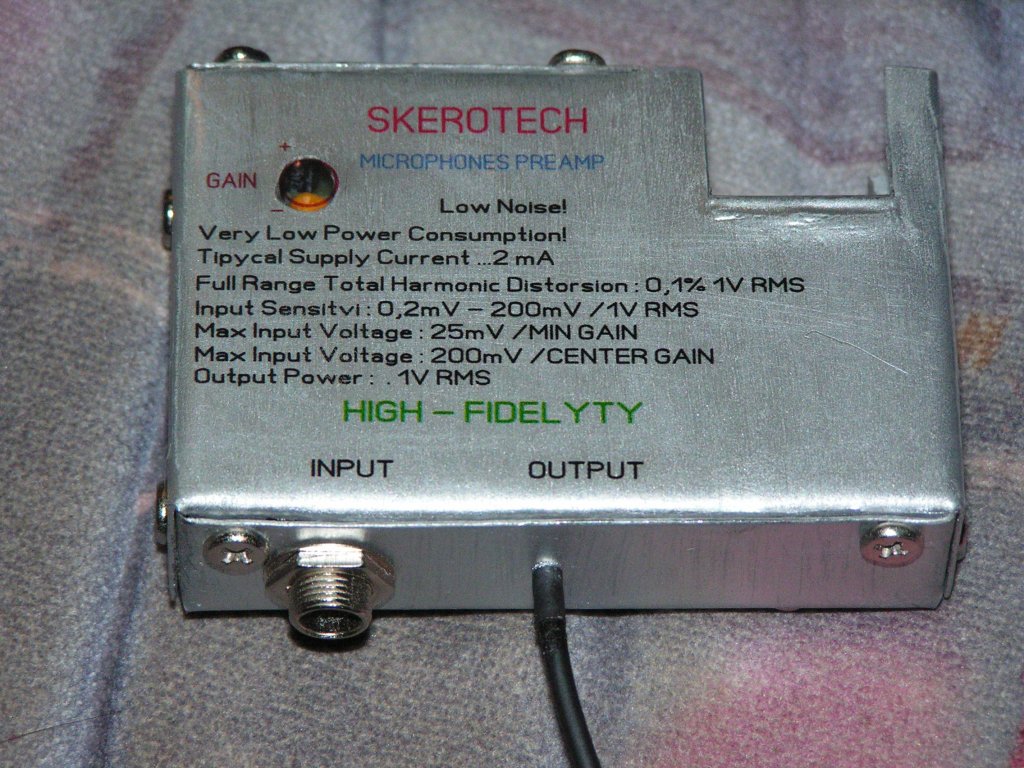 SKEROTECH
MICROPHONES PREAMP
+
GAIN
−
Low Noise!
Very Low Power Consumption!
Tipycal Supply Current ...2 mA
Full Range Total Harmonic Distorsion : 0,1% 1V RMS
Input Sensitvi : 0,2mV – 200mV /1V RMS
Max Input Voltage : 25mV /MIN GAIN
Max Input Voltage : 200mV /CENTER GAIN
Output Power : . 1V RMS
HIGH – FIDELYTY
INPUT OUTPUT